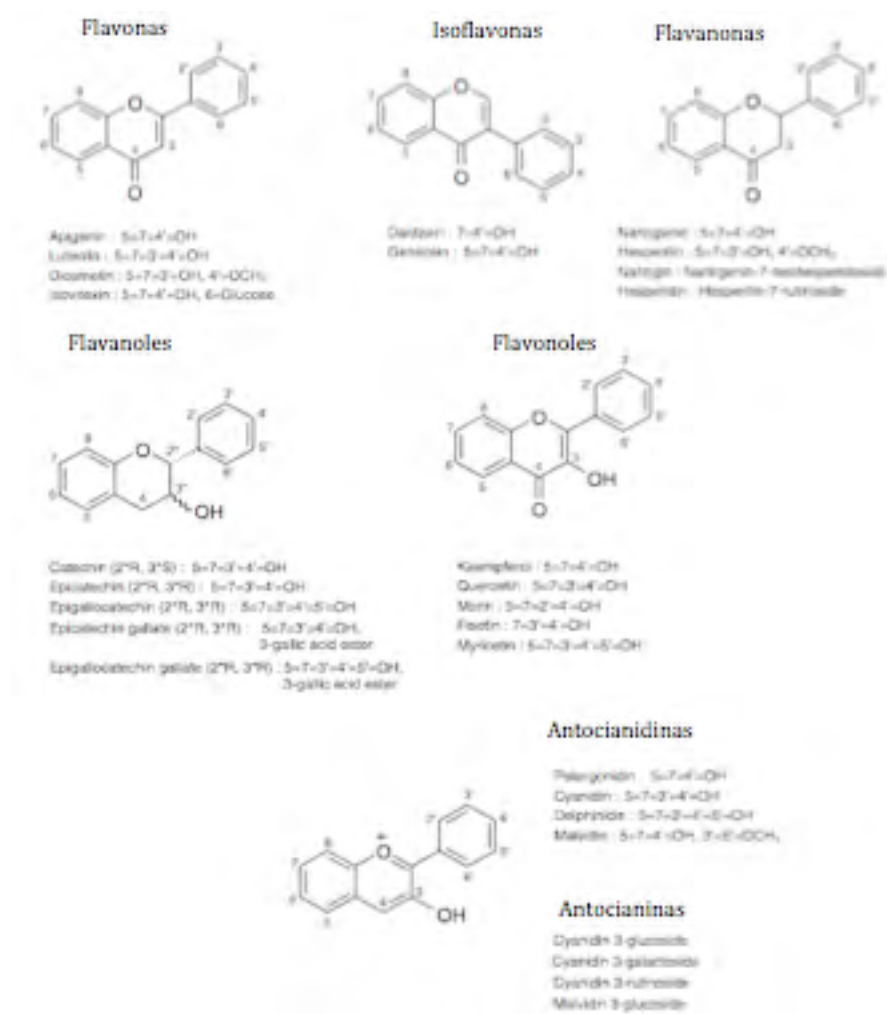 Flavonas
Isoflavonas
Flavanonas
Apigenin : 5=7=4'=OH
Luteolin : 5=7=3'=4'=OH
Diosmetin : 5=7=3'=OH, 4'=OCH₃
Isovitexin : 5=7=4'=OH, 6=Glucose
Daidzein : 7=4'=OH
Genistein : 5=7=4'=OH
Naringenin : 5=7=4'=OH
Hesperitin : 5=7=3'=OH, 4'=OCH₃
Naringin : Naringenin-7-neohesperidoside
Hesperidin : Hesperitin-7-rutinoside
Flavanoles
Flavonoles
Catechin (2"R, 3"S) : 5=7=3'=4'=OH
Epicatechin (2"R, 3"R) : 5=7=3'=4'=OH
Epigallocatechin (2"R, 3"R) : 5=7=3'=4'=5'=OH
Epicatechin gallate (2"R, 3"R) : 5=7=3'=4'=OH,
3-gallic acid ester
Epigallocatechin gallate (2"R, 3"R) : 5=7=3'=4'=5'=OH,
3-gallic acid ester
Kaempferol : 5=7=4'=OH
Quercetin : 5=7=3'=4'=OH
Morin : 5=7=2'=4'=OH
Fisetin : 7=3'=4'=OH
Myricetin : 5=7=3'=4'=5'=OH
Antocianidinas
Pelargonidin : 5=7=4'=OH
Cyanidin : 5=7=3'=4'=OH
Delphinidin : 5=7=3'=4'=5'=OH
Malvidin : 5=7=4'=OH, 3'=5'=OCH₃
Antocianinas
Cyanidin 3-glucoside
Cyanidin 3-galactoside
Cyanidin 3-rutinoside
Malvidin 3-glucoside